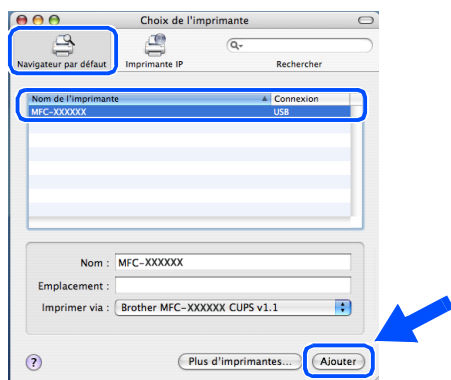 Choix de l'imprimante
Navigateur par défaut
Imprimante IP
Rechercher
Nom de l'imprimante Connexion
MFC-XXXXXX USB
Nom : MFC-XXXXXX
Emplacement :
Imprimer via : Brother MFC-XXXXXX CUPS v1.1
? Plus d'imprimantes... Ajouter